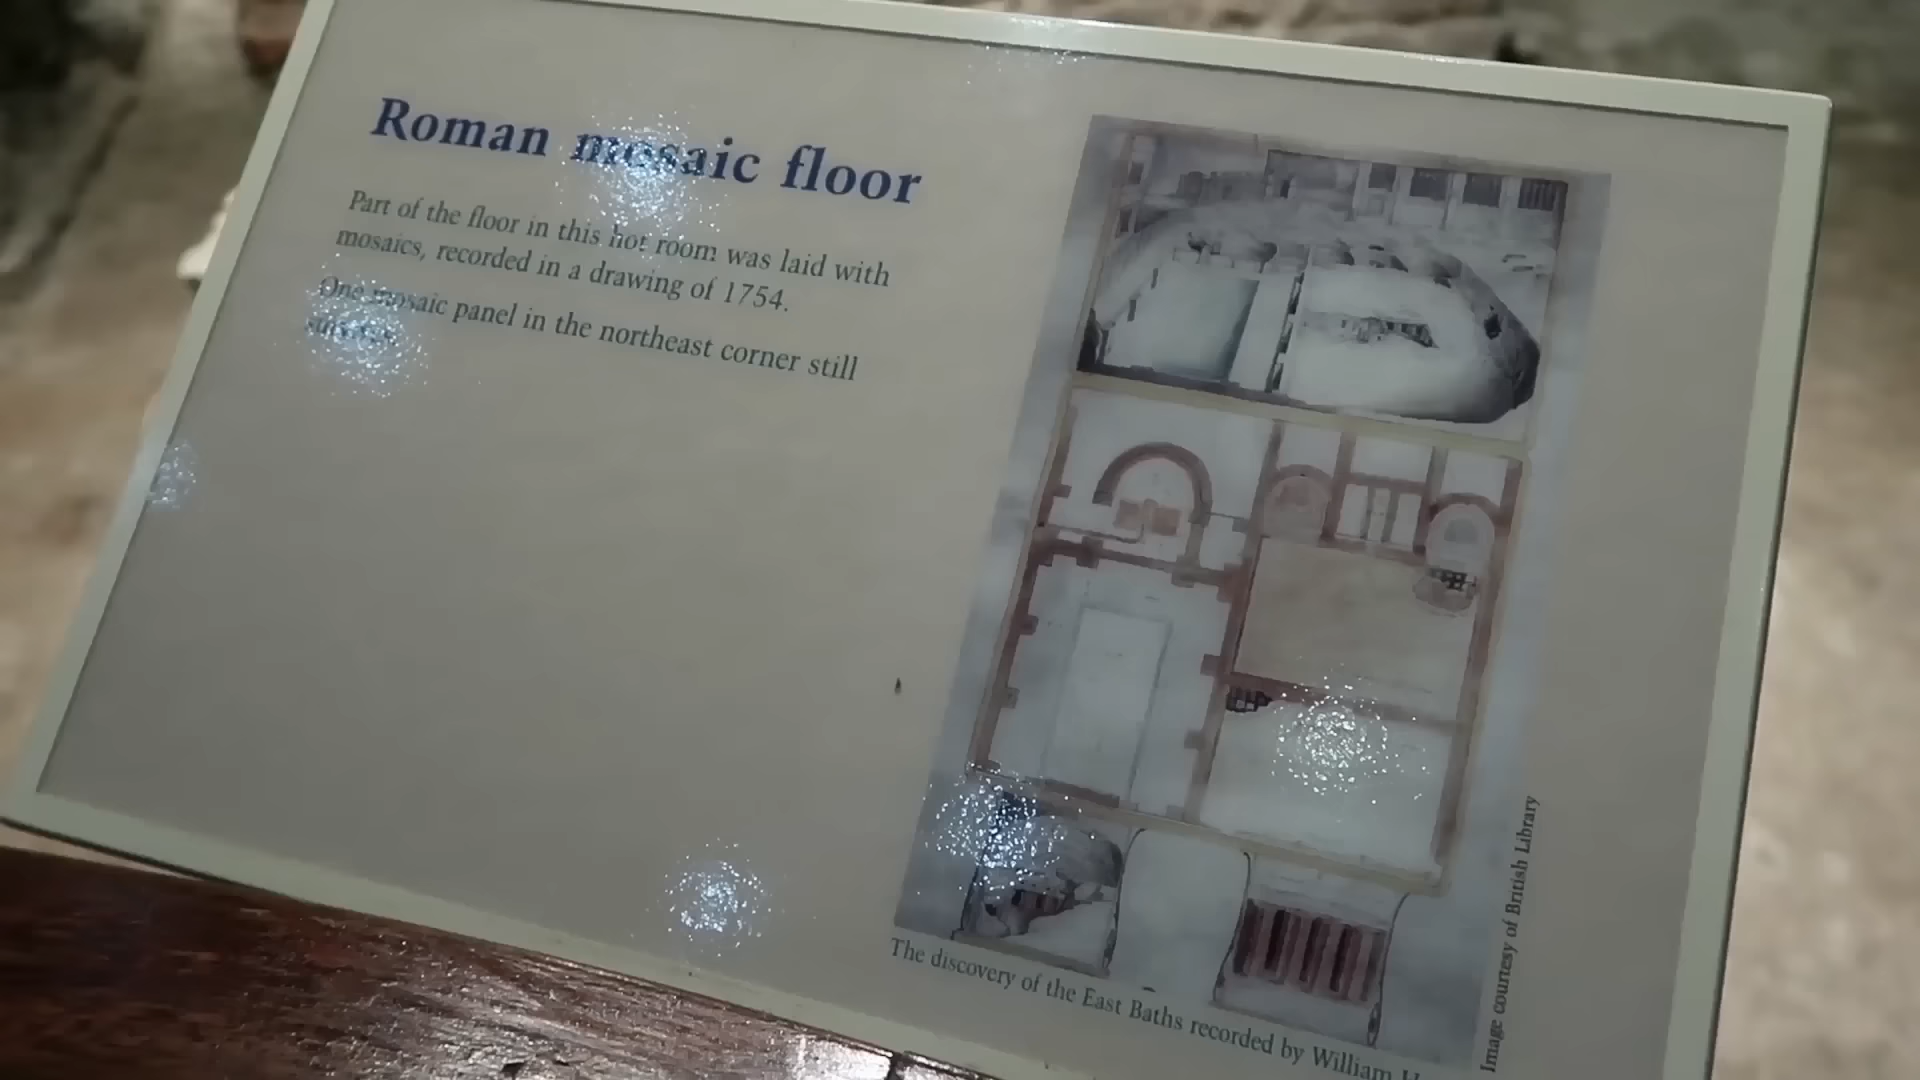 Roman mosaic floor
Part of the floor in this hot room was laid with
mosaics, recorded in a drawing of 1754.
One mosaic panel in the northeast corner still
The discovery of the East Baths recorded by William
Image courtesy of British Library